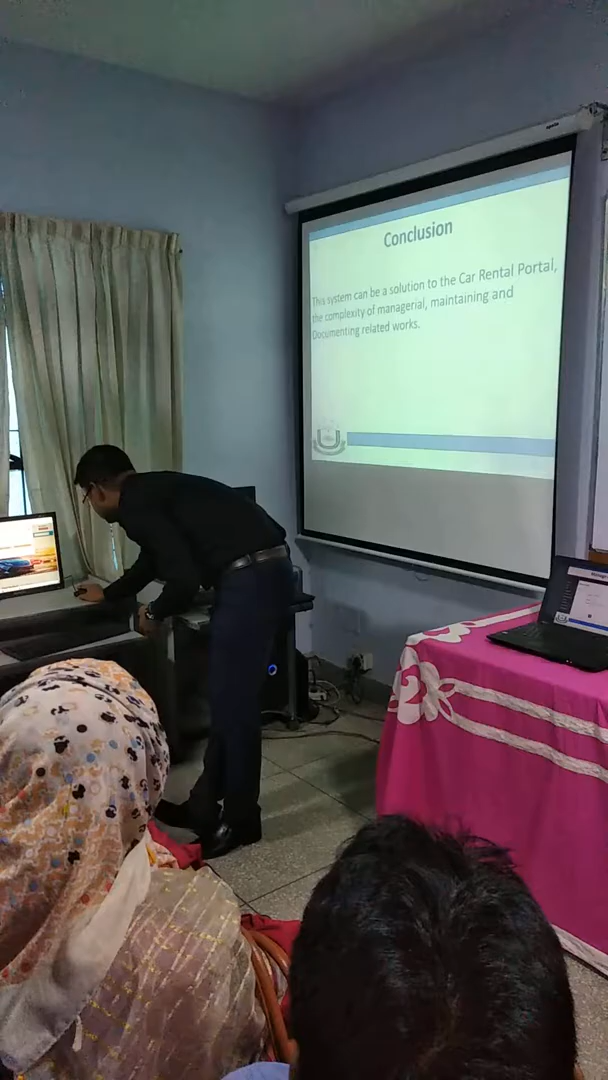 Conclusion
This system can be a solution to the Car Rental Portal,
the complexity of managerial, maintaining and
Documenting related works.